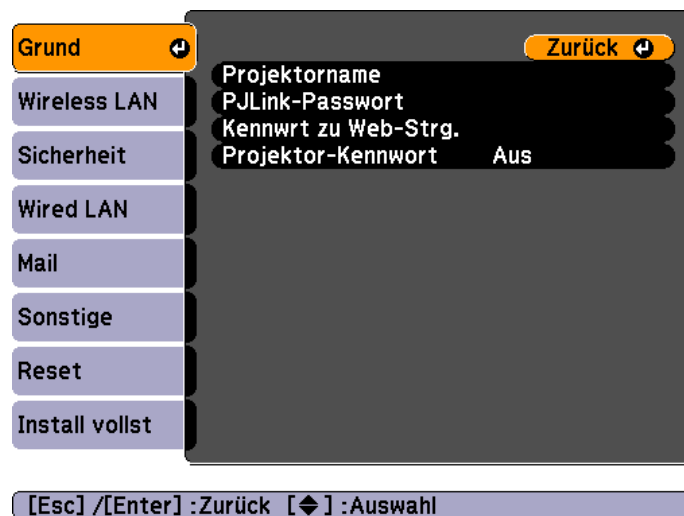 Grund
Zurück
Projektorname
Wireless LAN
PJLink-Passwort
Kennwrt zu Web-Strg.
Sicherheit
Projektor-Kennwort Aus
Wired LAN
Mail
Sonstige
Reset
Install vollst
[Esc] /[Enter] :Zurück [◆] :Auswahl